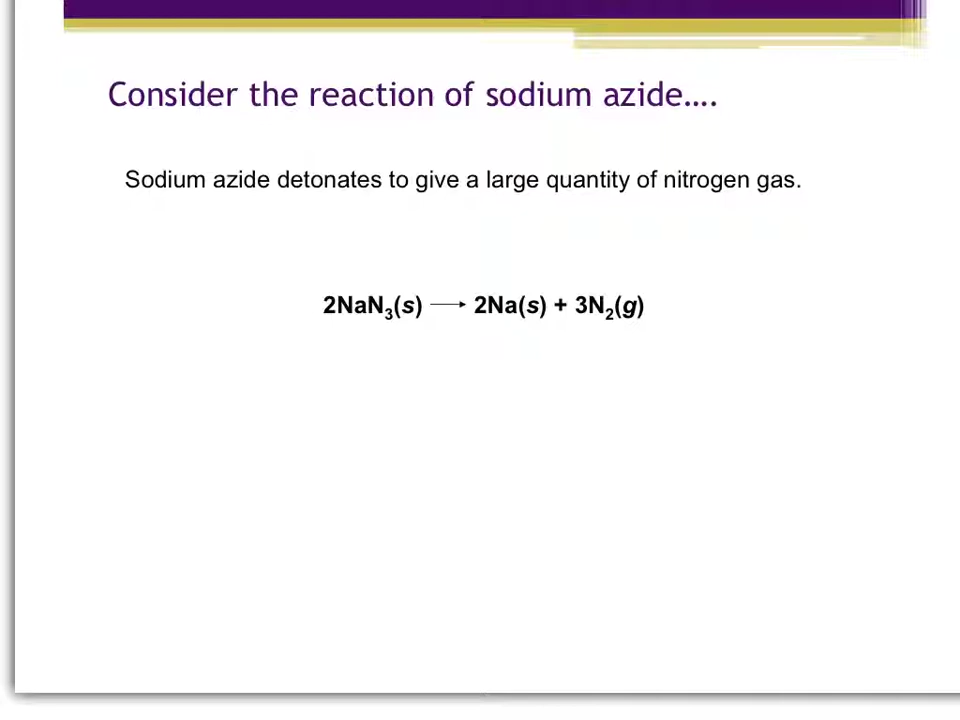 Consider the reaction of sodium azide….
Sodium azide detonates to give a large quantity of nitrogen gas.
2NaN₃(s) ⟶ 2Na(s) + 3N₂(g)